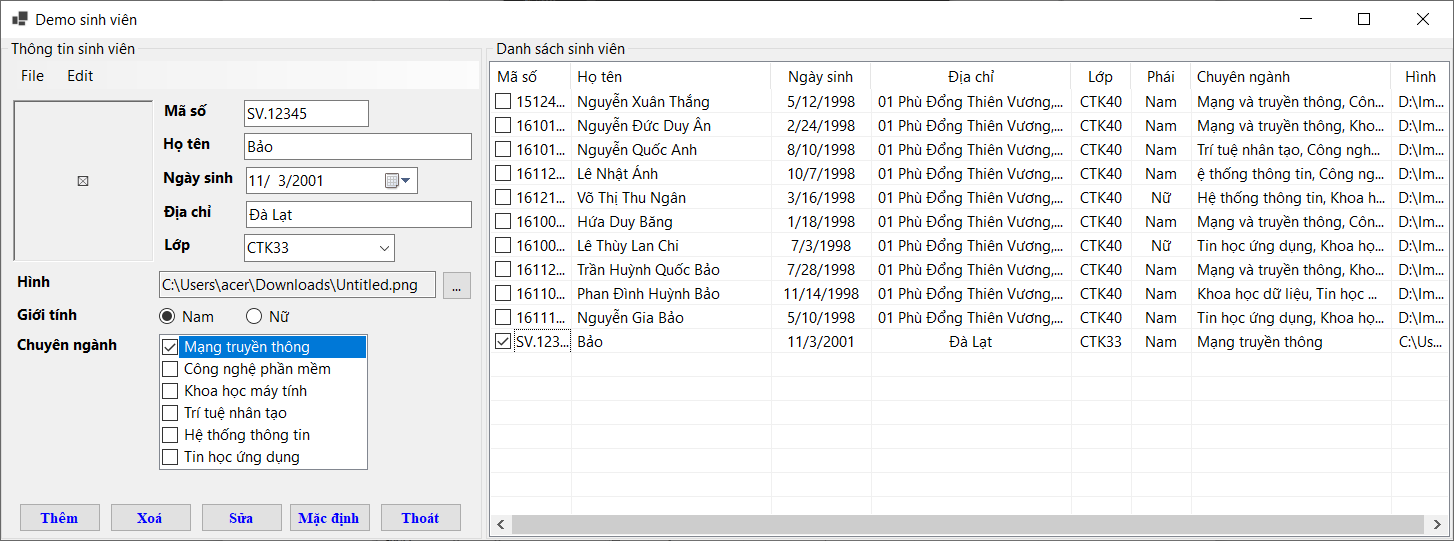 Demo sinh viên
Thông tin sinh viên
File Edit
Mã số SV.12345
Họ tên Bảo
Ngày sinh 11/ 3/2001
Địa chỉ Đà Lạt
Lớp CTK33
Hình C:\Users\acer\Downloads\Untitled.png ...
Giới tính Nam Nữ
Chuyên ngành Mạng truyền thông
Công nghệ phần mềm
Khoa học máy tính
Trí tuệ nhân tạo
Hệ thống thông tin
Tin học ứng dụng
Thêm Xoá Sửa Mặc định Thoát
Danh sách sinh viên
Mã số Họ tên Ngày sinh Địa chỉ Lớp Phái Chuyên ngành Hình
15124... Nguyễn Xuân Thắng 5/12/1998 01 Phù Đổng Thiên Vương,... CTK40 Nam Mạng và truyền thông, Côn... D:\Im...
16101... Nguyễn Đức Duy Ân 2/24/1998 01 Phù Đổng Thiên Vương,... CTK40 Nam Mạng và truyền thông, Kho... D:\Im...
16101... Nguyễn Quốc Anh 8/10/1998 01 Phù Đổng Thiên Vương,... CTK40 Nam Trí tuệ nhân tạo, Công ngh... D:\Im...
16112... Lê Nhật Ánh 10/7/1998 01 Phù Đổng Thiên Vương,... CTK40 Nam ệ thống thông tin, Công ng... D:\Im...
16121... Võ Thị Thu Ngân 3/16/1998 01 Phù Đổng Thiên Vương,... CTK40 Nữ Hệ thống thông tin, Khoa h... D:\Im...
16100... Hứa Duy Băng 1/18/1998 01 Phù Đổng Thiên Vương,... CTK40 Nam Mạng và truyền thông, Côn... D:\Im...
16100... Lê Thùy Lan Chi 7/3/1998 01 Phù Đổng Thiên Vương,... CTK40 Nữ Tin học ứng dụng, Khoa họ... D:\Im...
16112... Trần Huỳnh Quốc Bảo 7/28/1998 01 Phù Đổng Thiên Vương,... CTK40 Nam Mạng và truyền thông, Kho... D:\Im...
16110... Phan Đình Huỳnh Bảo 11/14/1998 01 Phù Đổng Thiên Vương,... CTK40 Nam Khoa học dữ liệu, Tin học ... D:\Im...
16111... Nguyễn Gia Bảo 5/10/1998 01 Phù Đổng Thiên Vương,... CTK40 Nam Tin học ứng dụng, Khoa họ... D:\Im...
SV.123... Bảo 11/3/2001 Đà Lạt CTK33 Nam Mạng truyền thông C:\Us...